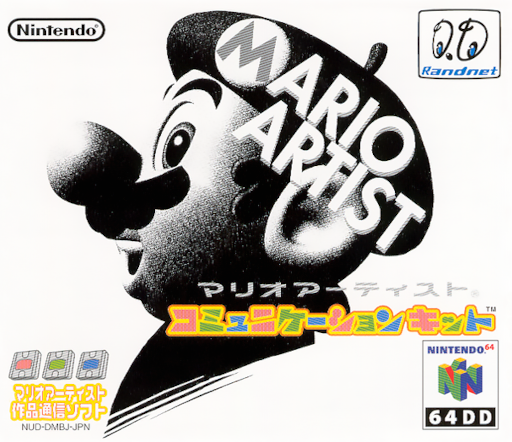 Nintendo
Randnet
MARIO
ARTIST
マリオアーティスト
コミュニケーションキット™
NINTENDO64
64DD
マリオアーティスト
作品通信ソフト
NUD-DMBJ-JPN